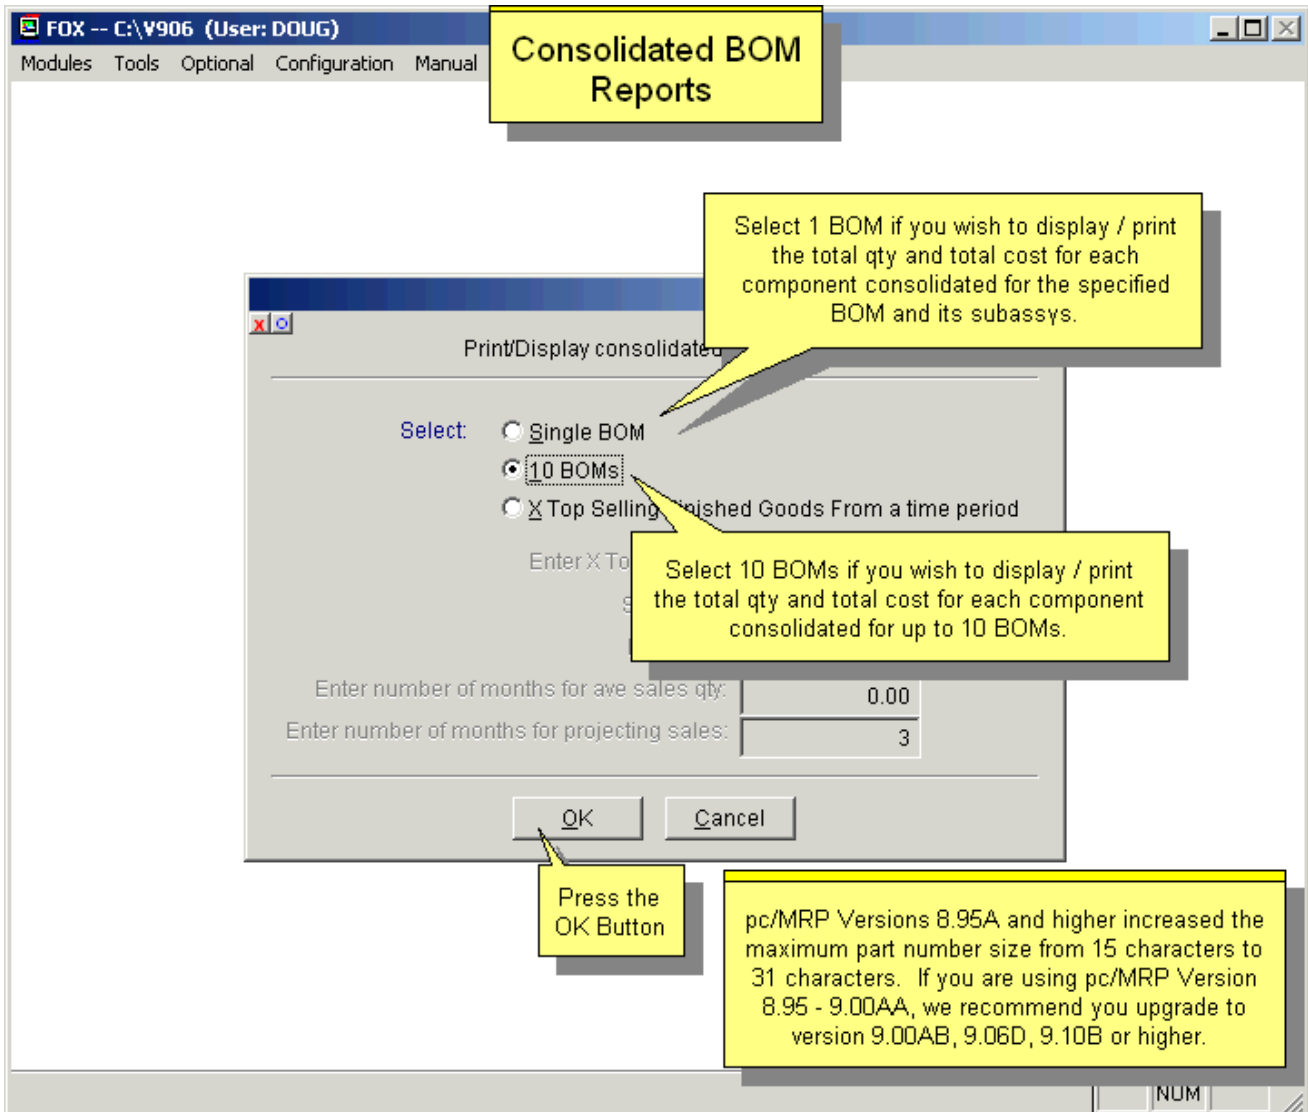 FOX -- C:\V906 (User: DOUG)
Modules Tools Optional Configuration Manual
Consolidated BOM
Reports
Select 1 BOM if you wish to display / print
the total qty and total cost for each
component consolidated for the specified
BOM and its subassys.
Print/Display consolidated
Select:
Single BOM
10 BOMs
X Top Selling Finished Goods From a time period
Enter X
Select 10 BOMs if you wish to display / print
the total qty and total cost for each component
consolidated for up to 10 BOMs.
Enter number of months for ave sales qty: 0.00
Enter number of months for projecting sales: 3
OK Cancel
Press the
OK Button
pc/MRP Versions 8.95A and higher increased the
maximum part number size from 15 characters to
31 characters. If you are using pc/MRP Version
8.95 - 9.00AA, we recommend you upgrade to
version 9.00AB, 9.06D, 9.10B or higher.
NUM